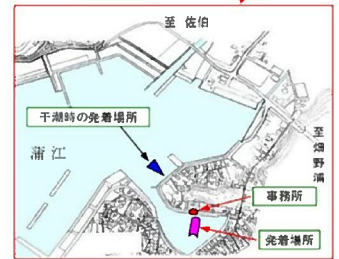 至 佐伯
干潮時の発着場所
蒲江
至畑野浦
事務所
発着場所